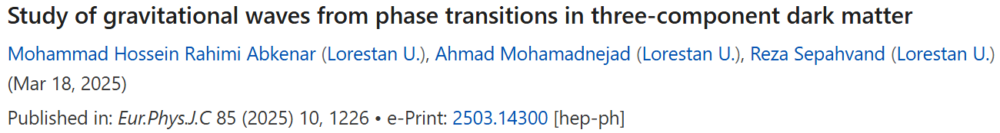 Study of gravitational waves from phase transitions in three-component dark matter
Mohammad Hossein Rahimi Abkenar (Lorestan U.), Ahmad Mohamadnejad (Lorestan U.), Reza Sepahvand (Lorestan U.)
(Mar 18, 2025)
Published in: Eur.Phys.J.C 85 (2025) 10, 1226 • e-Print: 2503.14300 [hep-ph]